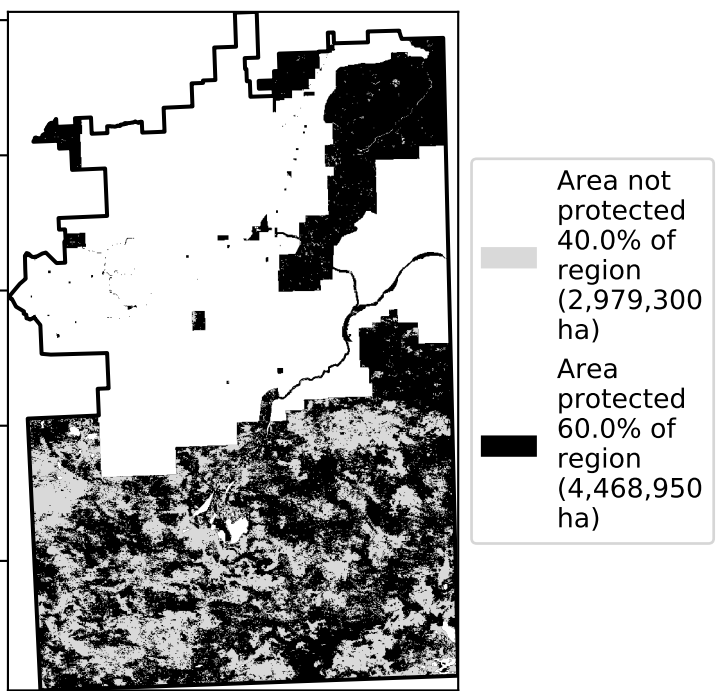 Area not
protected
40.0% of
region
(2,979,300
ha)
Area
protected
60.0% of
region
(4,468,950
ha)